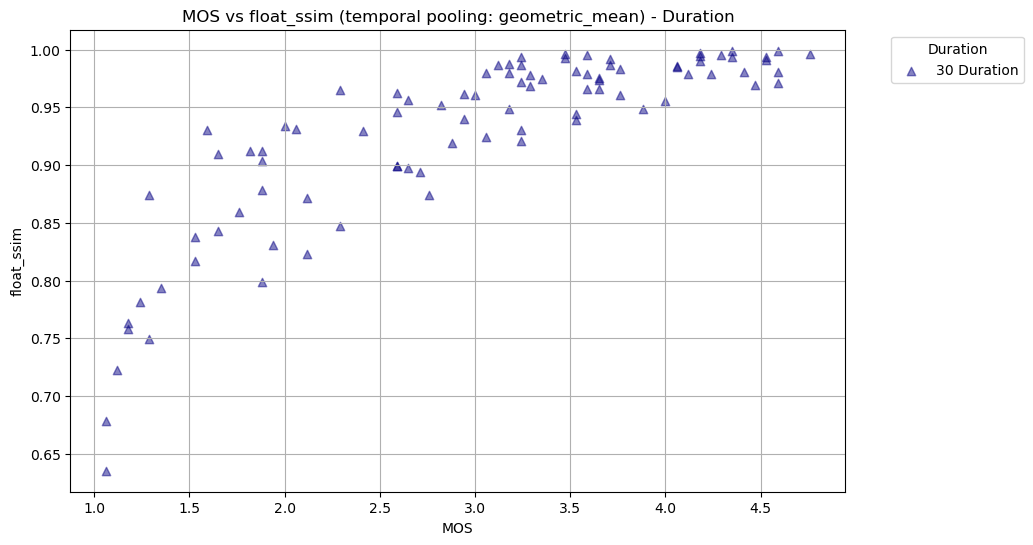 MOS vs float_ssim (temporal pooling: geometric_mean) - Duration
Duration
30 Duration
float_ssim
1.00
0.95
0.90
0.85
0.80
0.75
0.70
0.65
1.0 1.5 2.0 2.5 3.0 3.5 4.0 4.5
MOS